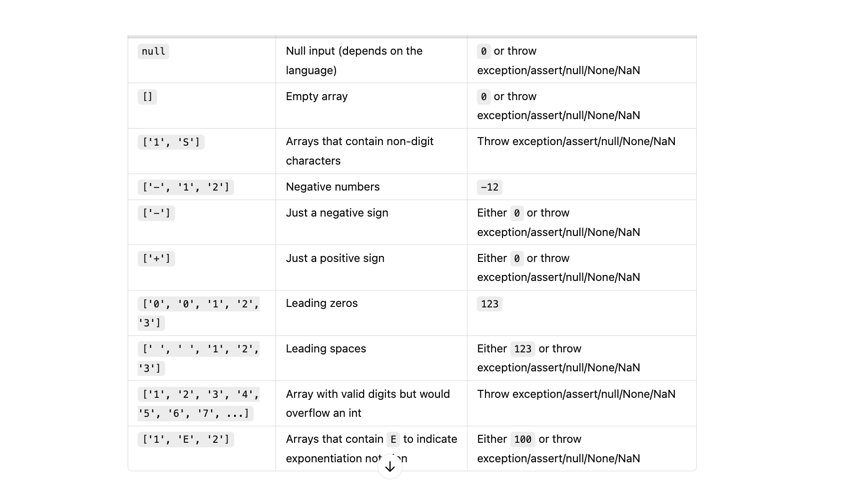 null
Null input (depends on the
language)
0 or throw
exception/assert/null/None/NaN
[]
Empty array
0 or throw
exception/assert/null/None/NaN
['1', 'S']
Arrays that contain non-digit
characters
Throw exception/assert/null/None/NaN
['–', '1', '2']
Negative numbers
–12
['–']
Just a negative sign
Either 0 or throw
exception/assert/null/None/NaN
['+']
Just a positive sign
Either 0 or throw
exception/assert/null/None/NaN
['0', '0', '1', '2',
'3']
Leading zeros
123
[' ', ' ', '1', '2',
'3']
Leading spaces
Either 123 or throw
exception/assert/null/None/NaN
['1', '2', '3', '4',
'5', '6', '7', ...]
Array with valid digits but would
overflow an int
Throw exception/assert/null/None/NaN
['1', 'E', '2']
Arrays that contain E to indicate
exponentiation
Either 100 or throw
exception/assert/null/None/NaN